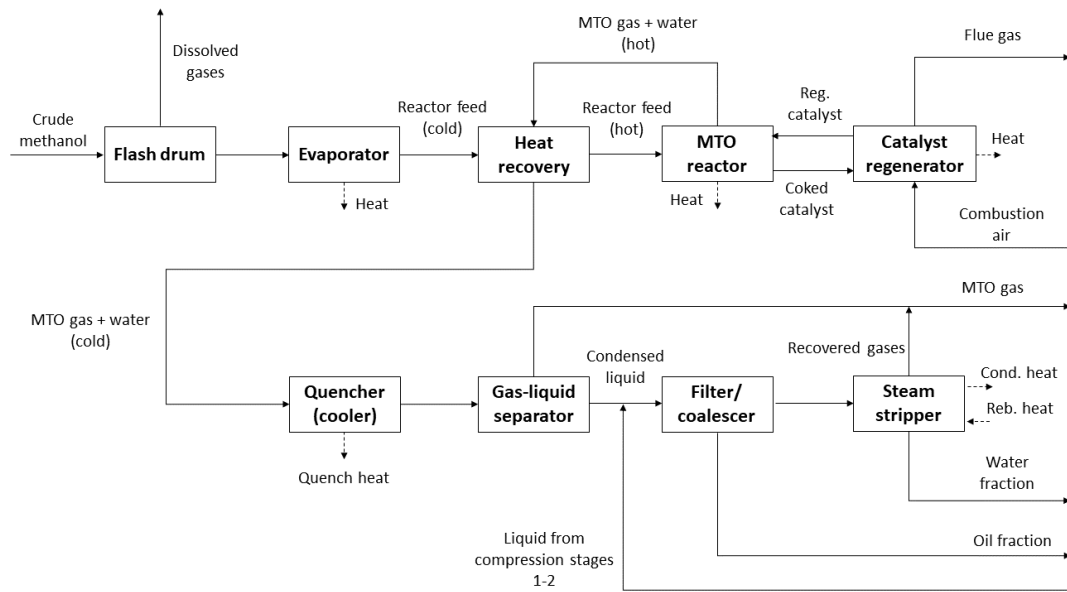 MTO gas + water
(hot)
Flue gas
Dissolved
gases
Crude
methanol
Reactor feed
(cold)
Reactor feed
(hot)
Reg.
catalyst
Heat
Flash drum
Evaporator
Heat
recovery
MTO
reactor
Catalyst
regenerator
Heat
Heat
Coked
catalyst
Combustion
air
MTO gas + water
(cold)
MTO gas
Condensed
liquid
Recovered gases
Quencher
(cooler)
Gas-liquid
separator
Filter/
coalescer
Steam
stripper
Cond. heat
Reb. heat
Quench heat
Water
fraction
Liquid from
compression stages
1-2
Oil fraction